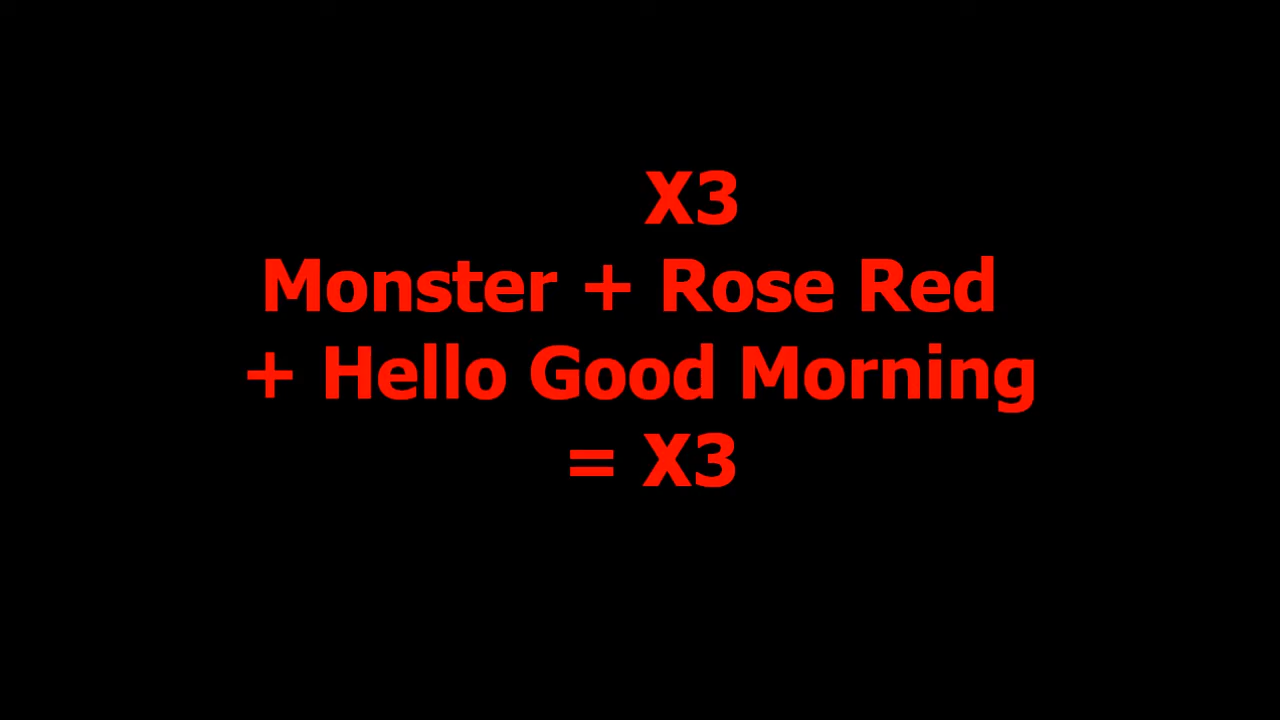 X3
Monster + Rose Red
+ Hello Good Morning
= X3